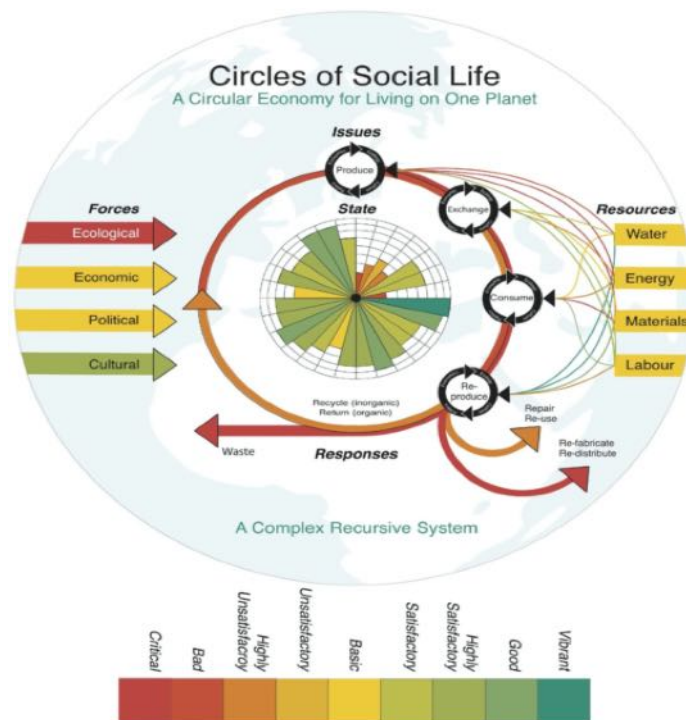 Circles of Social Life
A Circular Economy for Living on One Planet
Issues
Produce
Forces
State
Exchange
Resources
Ecological
Water
Economic
Energy
Consume
Political
Materials
Cultural
Labour
Re-
produce
Recycle (inorganic)
Return (organic)
Repair
Re-use
Waste
Responses
Re-fabricate
Re-distribute
A Complex Recursive System
Critical
Bad
Highly
Unsatisfacroy
Unsatisfactory
Basic
Satisfactory
Highly
Satisfactory
Good
Vibrant